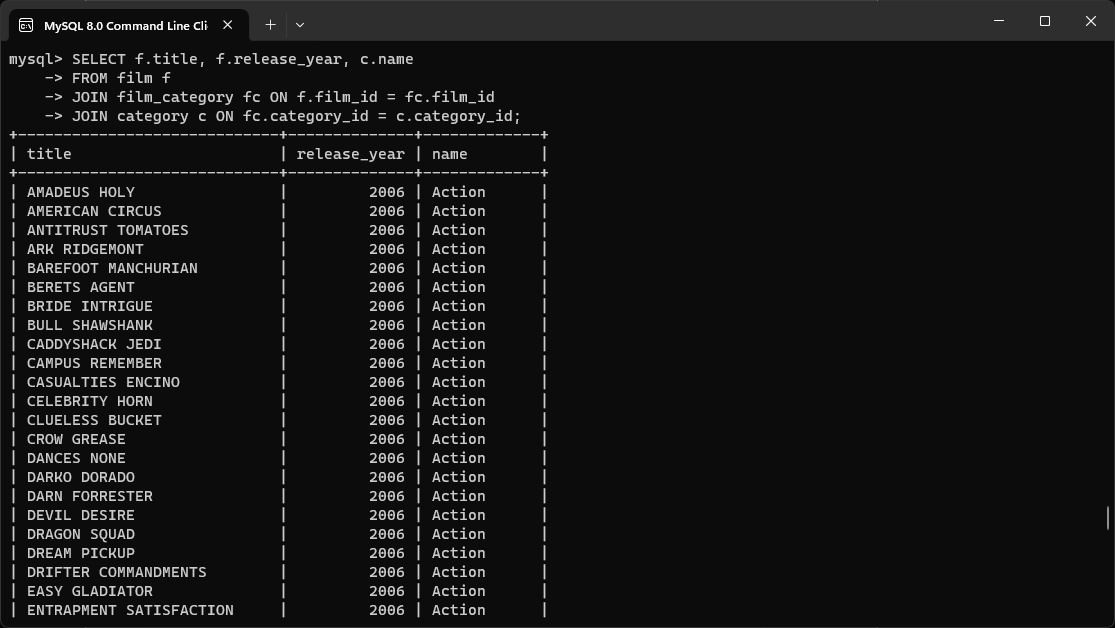 MySQL 8.0 Command Line Cli
mysql> SELECT f.title, f.release_year, c.name
    -> FROM film f
    -> JOIN film_category fc ON f.film_id = fc.film_id
    -> JOIN category c ON fc.category_id = c.category_id;
+-----------------------------+--------------+-------------+
| title                       | release_year | name        |
+-----------------------------+--------------+-------------+
| AMADEUS HOLY                |         2006 | Action      |
| AMERICAN CIRCUS             |         2006 | Action      |
| ANTITRUST TOMATOES          |         2006 | Action      |
| ARK RIDGEMONT               |         2006 | Action      |
| BAREFOOT MANCHURIAN         |         2006 | Action      |
| BERETS AGENT                |         2006 | Action      |
| BRIDE INTRIGUE              |         2006 | Action      |
| BULL SHAWSHANK              |         2006 | Action      |
| CADDYSHACK JEDI             |         2006 | Action      |
| CAMPUS REMEMBER             |         2006 | Action      |
| CASUALTIES ENCINO           |         2006 | Action      |
| CELEBRITY HORN              |         2006 | Action      |
| CLUELESS BUCKET             |         2006 | Action      |
| CROW GREASE                 |         2006 | Action      |
| DANCES NONE                 |         2006 | Action      |
| DARKO DORADO                |         2006 | Action      |
| DARN FORRESTER              |         2006 | Action      |
| DEVIL DESIRE                |         2006 | Action      |
| DRAGON SQUAD                |         2006 | Action      |
| DREAM PICKUP                |         2006 | Action      |
| DRIFTER COMMANDMENTS        |         2006 | Action      |
| EASY GLADIATOR              |         2006 | Action      |
| ENTRAPMENT SATISFACTION     |         2006 | Action      |